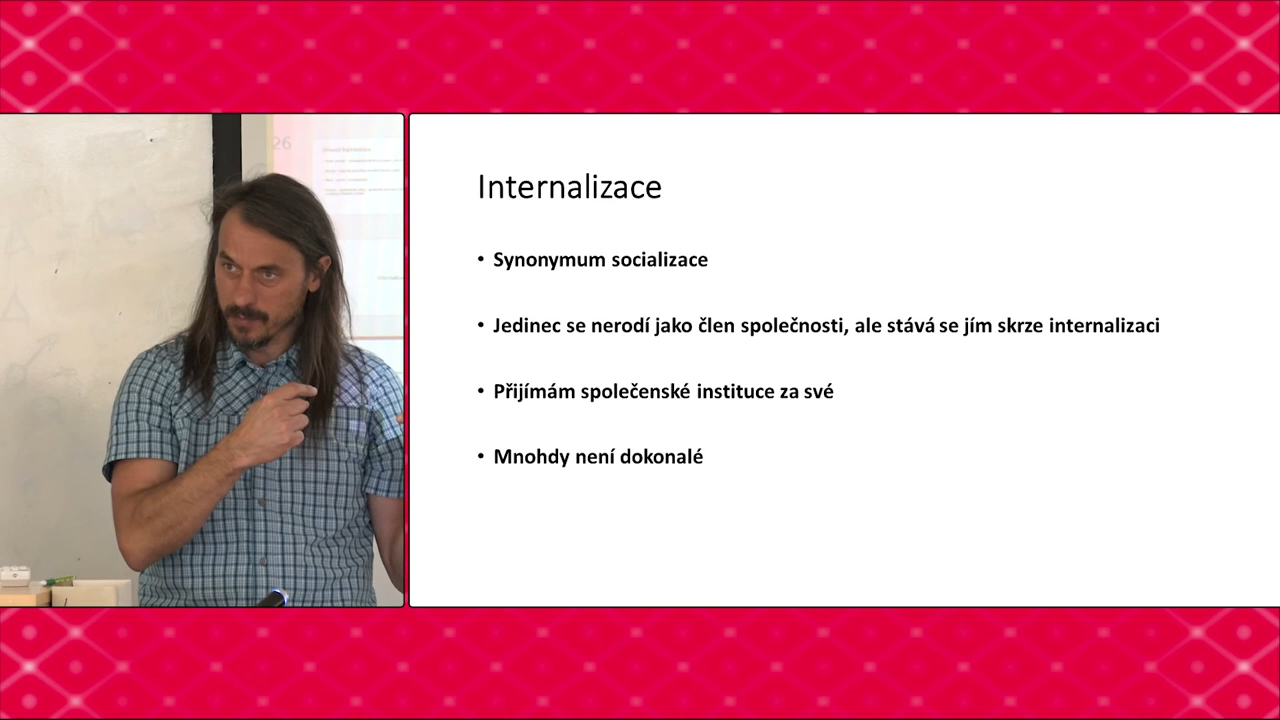 26
Internalizace
• Synonymum socializace
• Jedinec se nerodí jako člen společnosti, ale stává se jím skrze internalizaci
• Přijímám společenské instituce za své
• Mnohdy není dokonalé